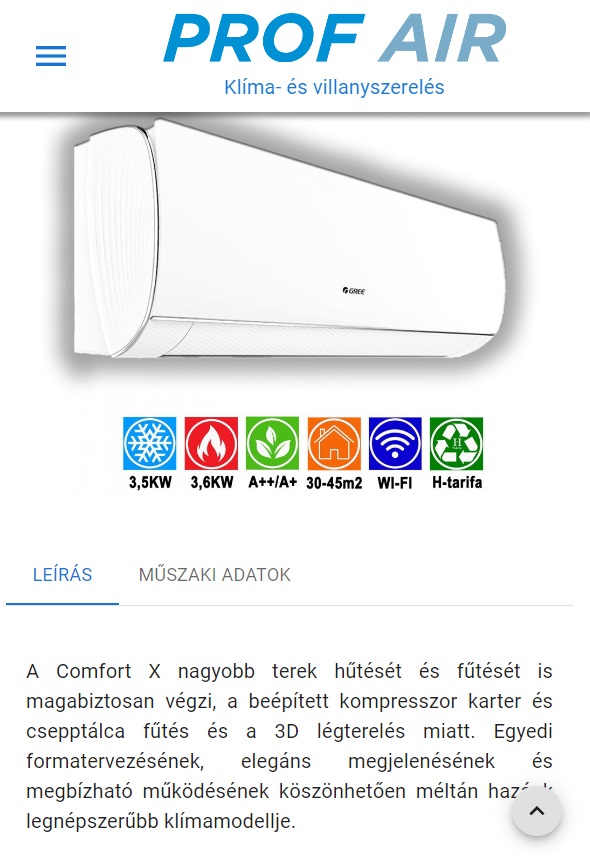 PROF AIR
Klíma- és villanyszerelés
GREE
H
3,5KW 3,6KW A++/A+ 30-45m2 WI-FI H-tarifa
LEÍRÁS MŰSZAKI ADATOK
A Comfort X nagyobb terek hűtését és fűtését is
magabiztosan végzi, a beépített kompresszor karter és
csepptálca fűtés és a 3D légterelés miatt. Egyedi
formatervezésének, elegáns megjelenésének és
megbízható működésének köszönhetően méltán
legnépszerűbb klímamodellje.